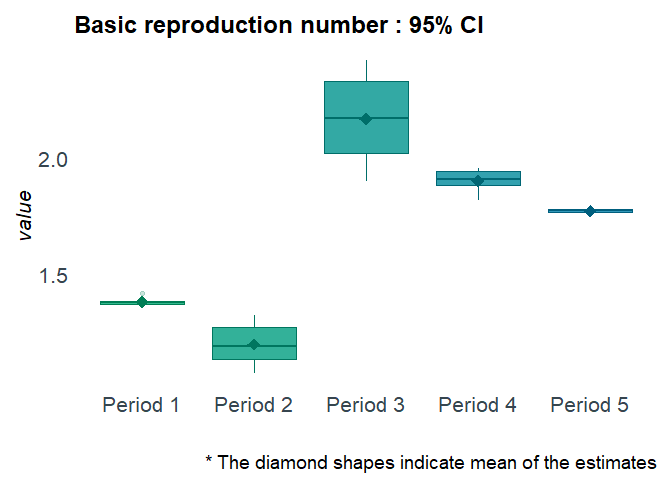 Basic reproduction number : 95% CI
value
2.0
1.5
Period 1 Period 2 Period 3 Period 4 Period 5
* The diamond shapes indicate mean of the estimates